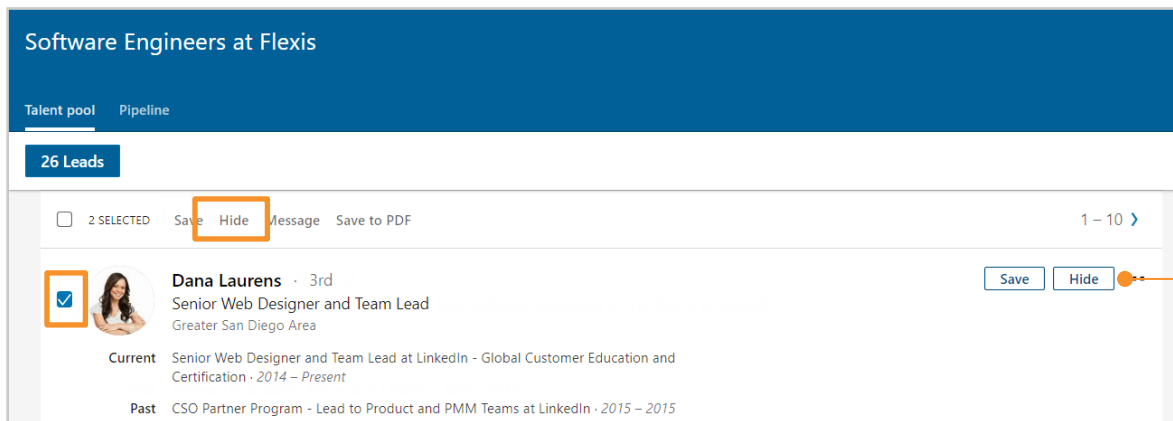 Software Engineers at Flexis
Talent pool Pipeline
26 Leads
2 SELECTED Save Hide Message Save to PDF 1 – 10
Dana Laurens · 3rd Save Hide
Senior Web Designer and Team Lead
Greater San Diego Area
Current Senior Web Designer and Team Lead at LinkedIn - Global Customer Education and
Certification · 2014 – Present
Past CSO Partner Program - Lead to Product and PMM Teams at LinkedIn · 2015 – 2015